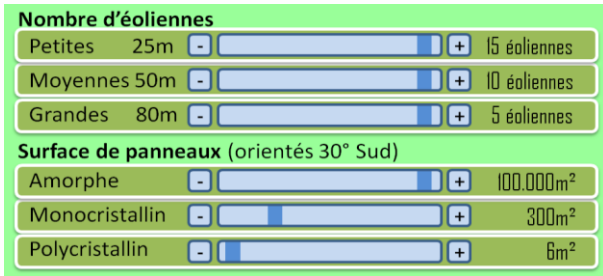 Nombre d'éoliennes
Petites 25m - + 15 éoliennes
Moyennes 50m - + 10 éoliennes
Grandes 80m - + 5 éoliennes
Surface de panneaux (orientés 30° Sud)
Amorphe - + 100.000m²
Monocristallin - + 300m²
Polycristallin - + 6m²